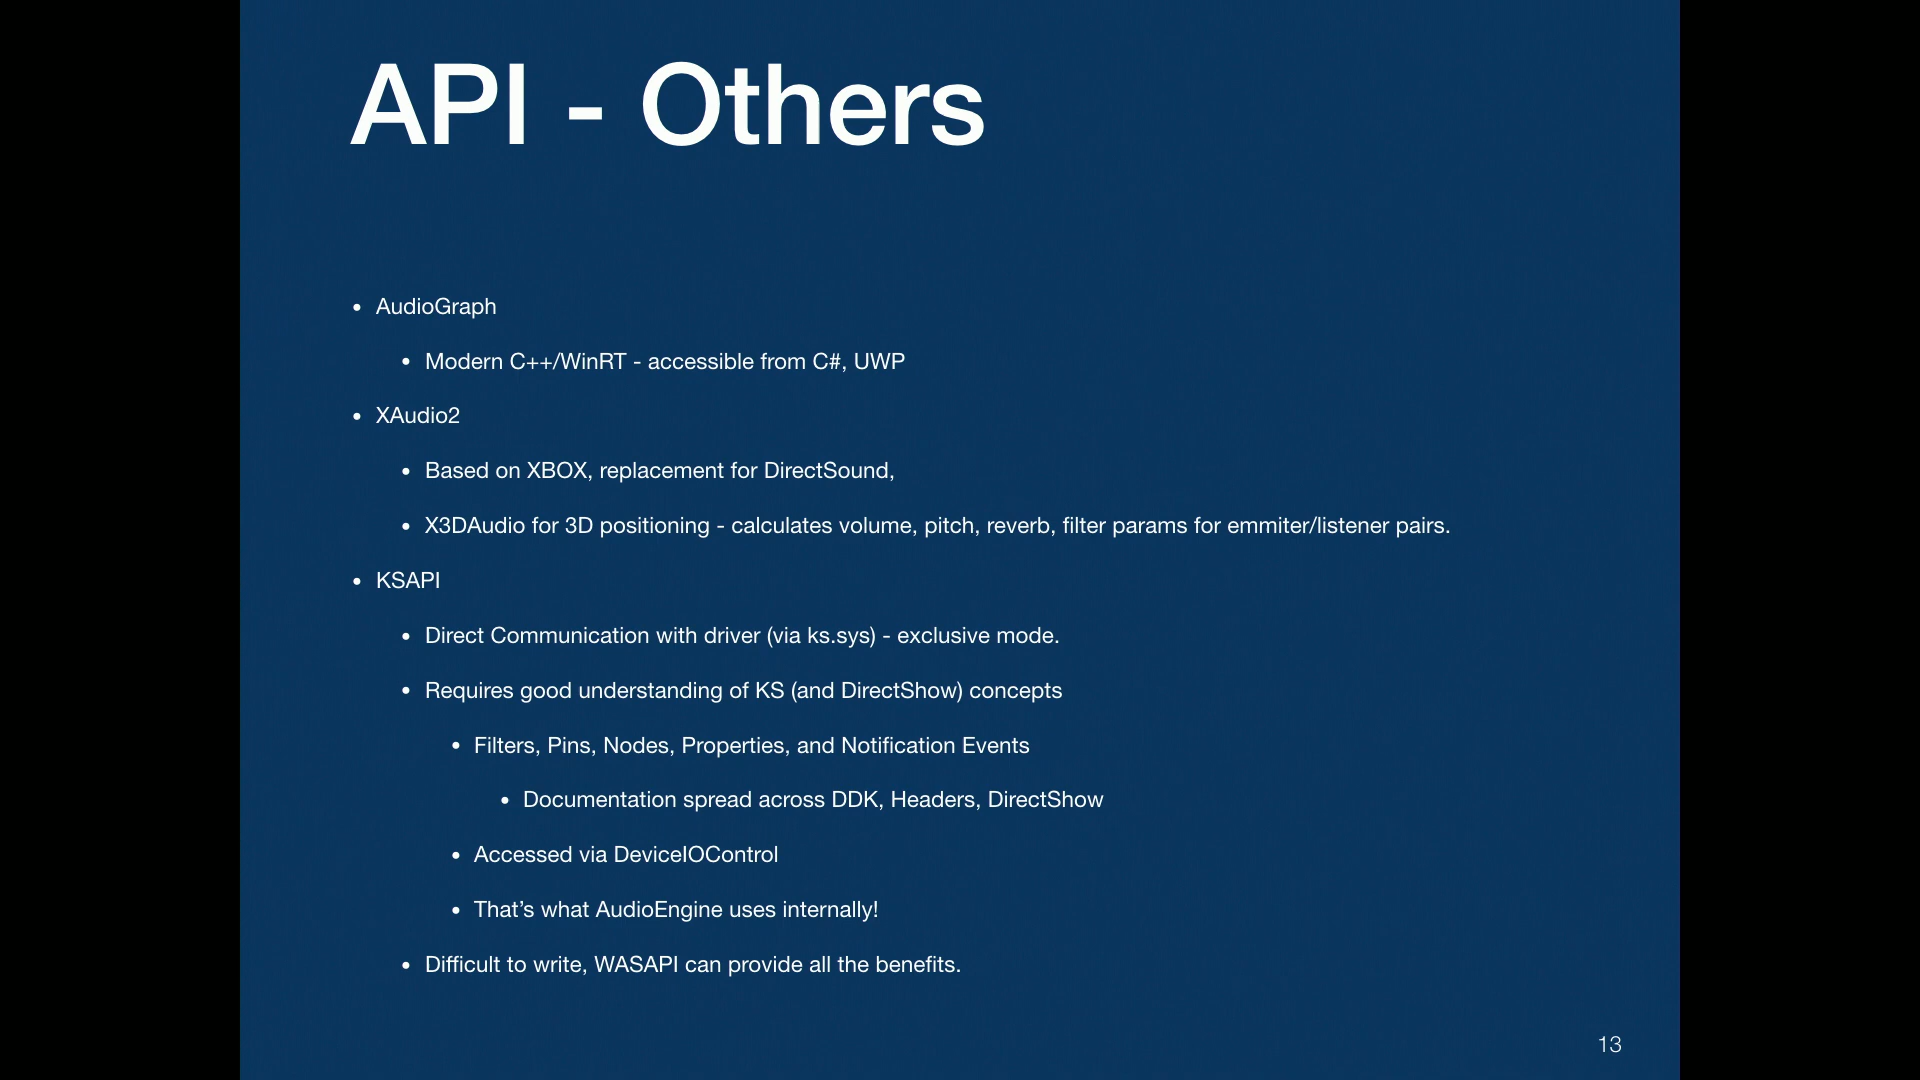 API - Others
• AudioGraph
• Modern C++/WinRT - accessible from C#, UWP
• XAudio2
• Based on XBOX, replacement for DirectSound,
• X3DAudio for 3D positioning - calculates volume, pitch, reverb, filter params for emmiter/listener pairs.
• KSAPI
• Direct Communication with driver (via ks.sys) - exclusive mode.
• Requires good understanding of KS (and DirectShow) concepts
• Filters, Pins, Nodes, Properties, and Notification Events
• Documentation spread across DDK, Headers, DirectShow
• Accessed via DeviceIOControl
• That’s what AudioEngine uses internally!
• Difficult to write, WASAPI can provide all the benefits.
13